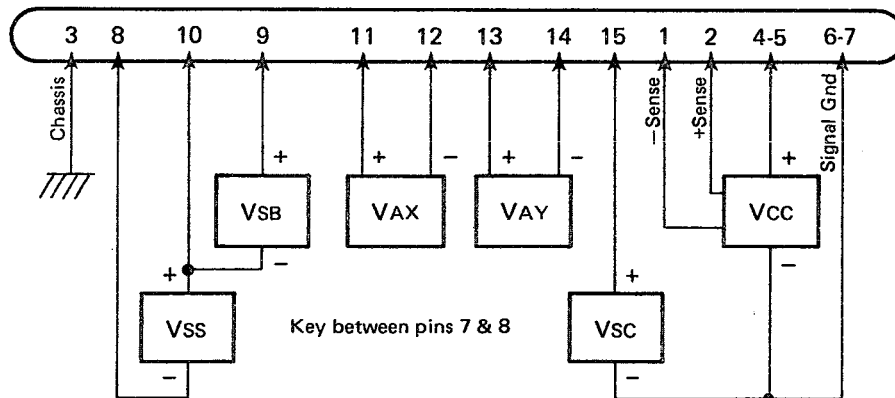 3 8 10 9 11 12 13 14 15 1 2 4-5 6-7
Chassis
−Sense
+Sense
Signal Gnd
+ + − + − +
VSB VAX VAY VCC
− −
+ +
VSS Key between pins 7 & 8 VSC
− −